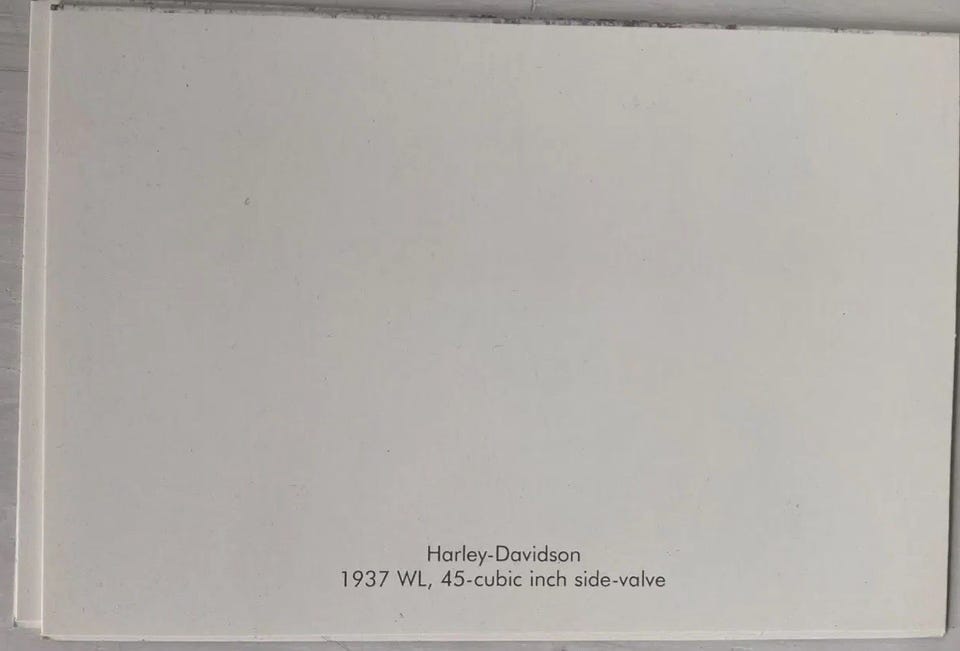 Harley-Davidson
1937 WL, 45-cubic inch side-valve